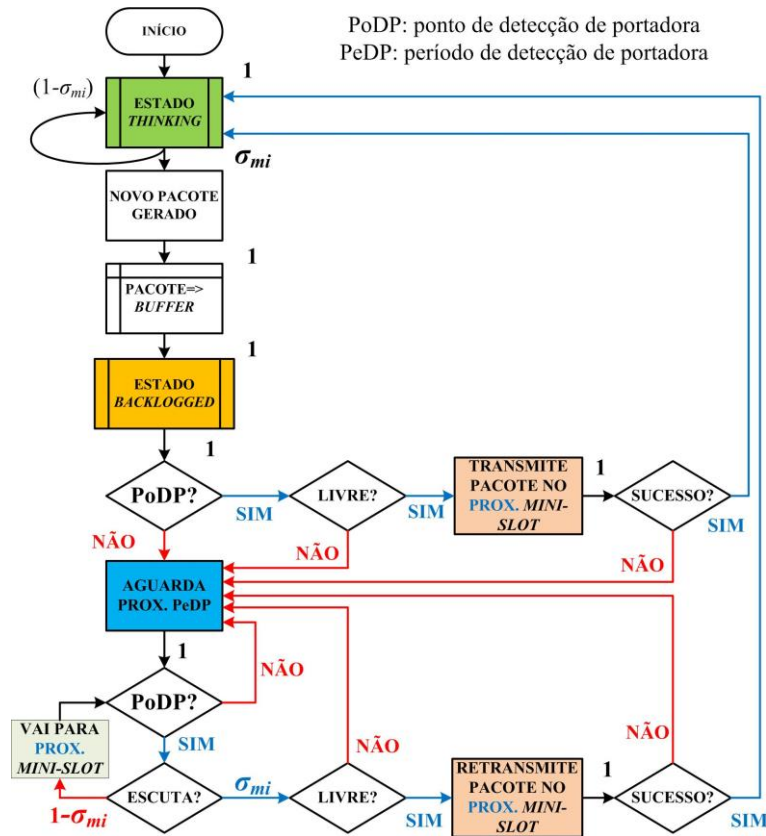 INÍCIO
PoDP: ponto de detecção de portadora
PeDP: período de detecção de portadora
1
(1-σmi)
ESTADO
THINKING
σmi
NOVO PACOTE
GERADO
1
PACOTE=>
BUFFER
1
ESTADO
BACKLOGGED
1
PoDP?
SIM
LIVRE?
SIM
TRANSMITE
PACOTE NO
PROX. MINI-
SLOT
1
SUCESSO?
SIM
NÃO
NÃO
NÃO
AGUARDA
PROX. PeDP
1
NÃO
PoDP?
SIM
VAI PARA
PROX.
MINI-SLOT
1-σmi
ESCUTA?
σmi
LIVRE?
NÃO
SIM
RETRANSMITE
PACOTE NO
PROX. MINI-
SLOT
1
SUCESSO?
NÃO
SIM